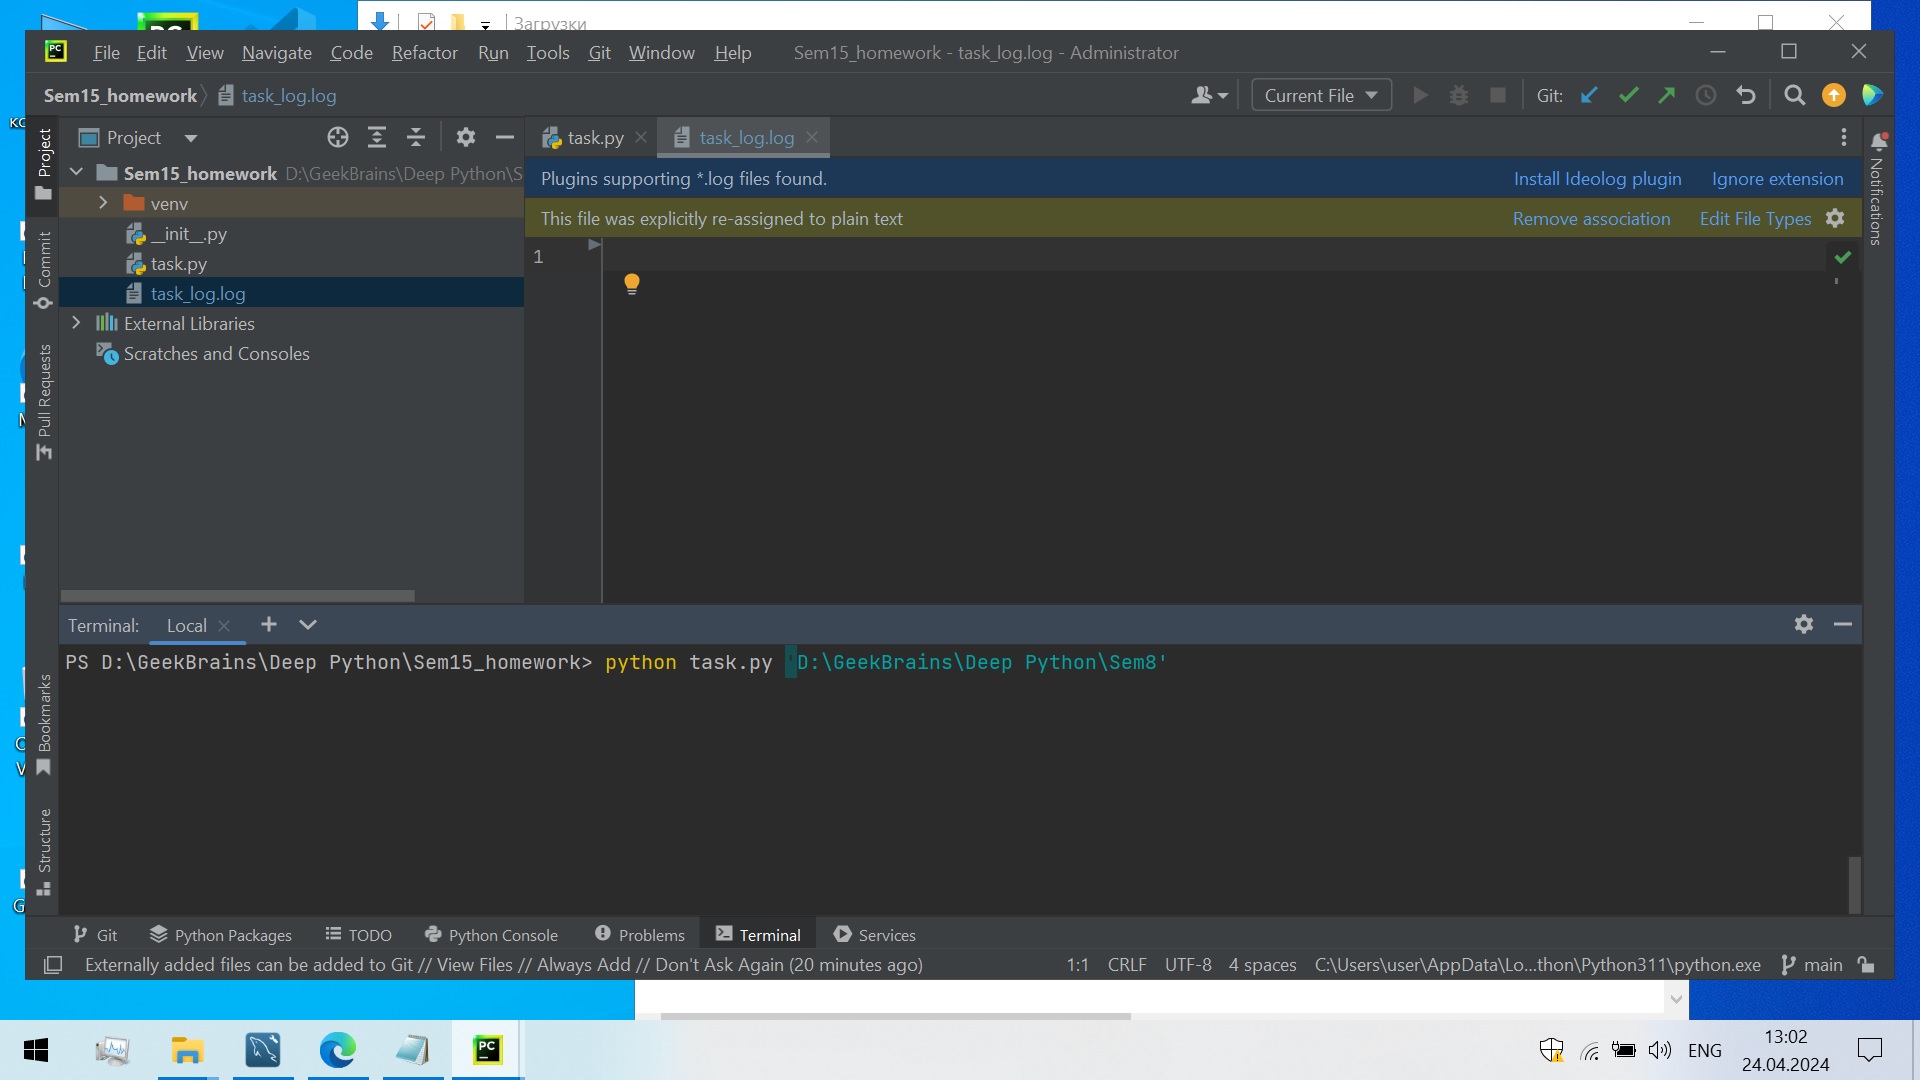 Загрузки
PC
File Edit View Navigate Code Refactor Run Tools Git Window Help Sem15_homework - task_log.log - Administrator
Sem15_homework task_log.log Current File Git:
Project
task.py task_log.log
Sem15_homework D:\GeekBrains\Deep Python\S
venv
__init__.py
task.py
task_log.log
External Libraries
Scratches and Consoles
Plugins supporting *.log files found. Install Ideolog plugin Ignore extension
This file was explicitly re-assigned to plain text Remove association Edit File Types
1
Project
Commit
Pull Requests
Bookmarks
Structure
Notifications
Terminal: Local
PS D:\GeekBrains\Deep Python\Sem15_homework> python task.py 'D:\GeekBrains\Deep Python\Sem8'
Git Python Packages TODO Python Console Problems Terminal Services
Externally added files can be added to Git // View Files // Always Add // Don't Ask Again (20 minutes ago) 1:1 CRLF UTF-8 4 spaces C:\Users\user\AppData\Lo...thon\Python311\python.exe main
PC
ENG
13:02
24.04.2024